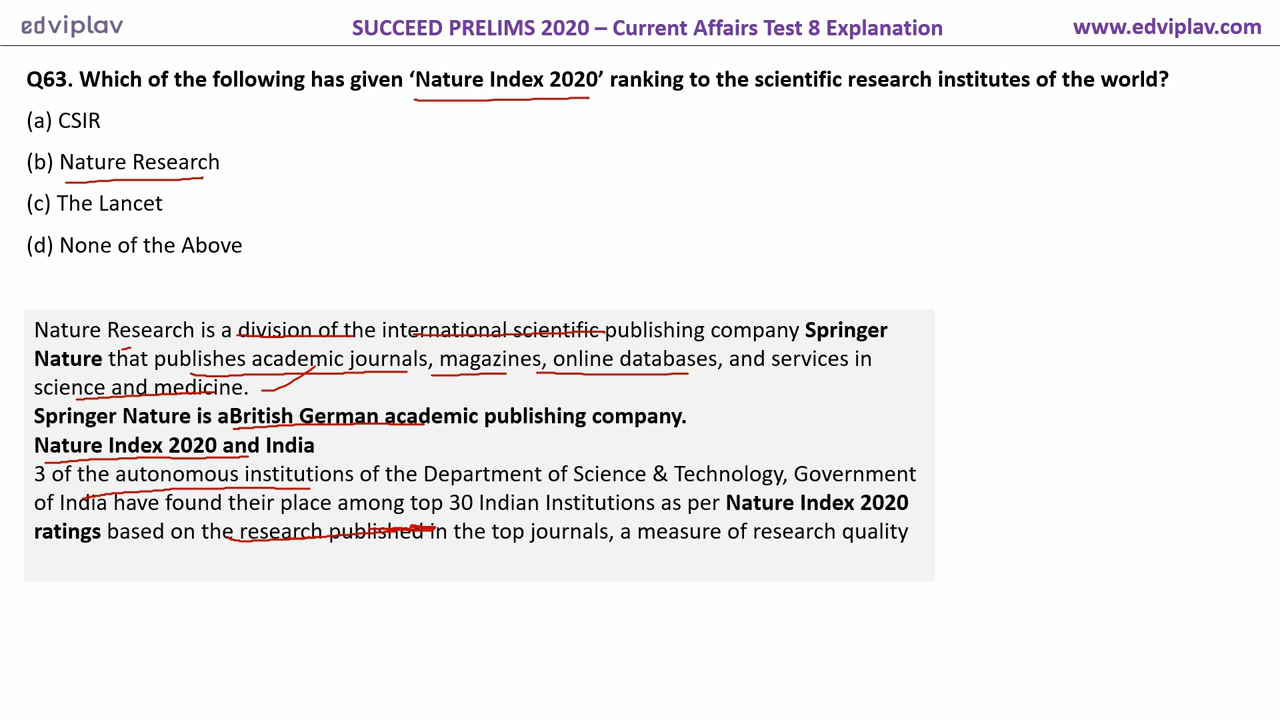 edviplav
SUCCEED PRELIMS 2020 – Current Affairs Test 8 Explanation
www.edviplav.com
Q63. Which of the following has given ‘Nature Index 2020’ ranking to the scientific research institutes of the world?
(a) CSIR
(b) Nature Research
(c) The Lancet
(d) None of the Above
Nature Research is a division of the international scientific publishing company Springer
Nature that publishes academic journals, magazines, online databases, and services in
science and medicine.
Springer Nature is aBritish German academic publishing company.
Nature Index 2020 and India
3 of the autonomous institutions of the Department of Science & Technology, Government
of India have found their place among top 30 Indian Institutions as per Nature Index 2020
ratings based on the research published in the top journals, a measure of research quality